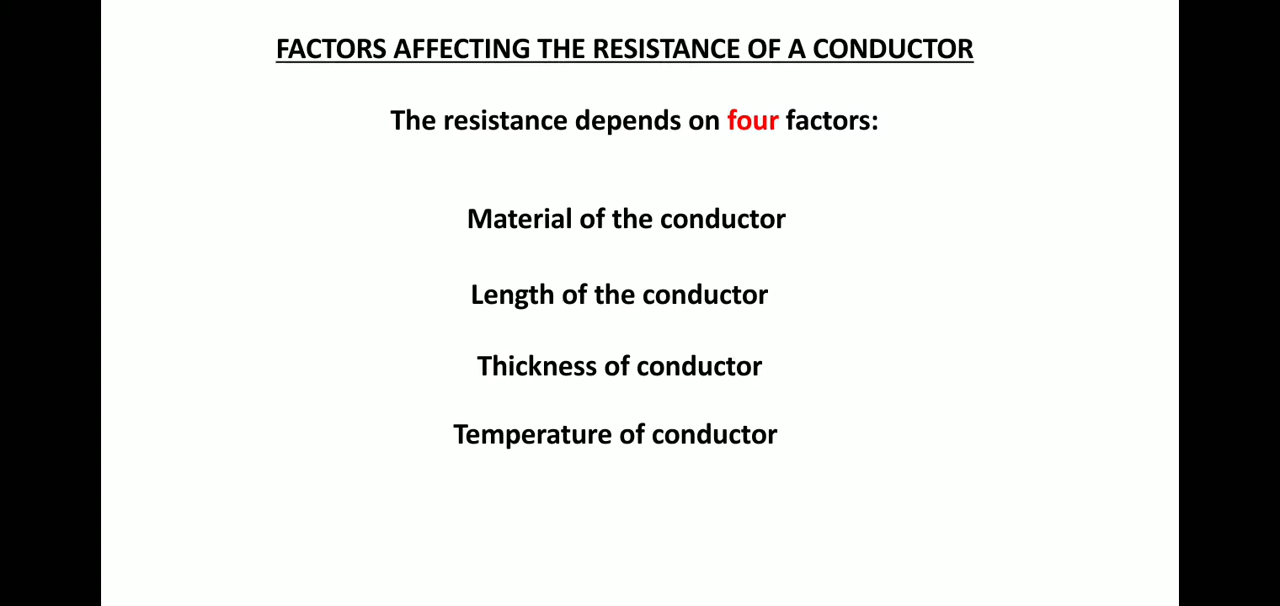 FACTORS AFFECTING THE RESISTANCE OF A CONDUCTOR
The resistance depends on four factors:
Material of the conductor
Length of the conductor
Thickness of conductor
Temperature of conductor